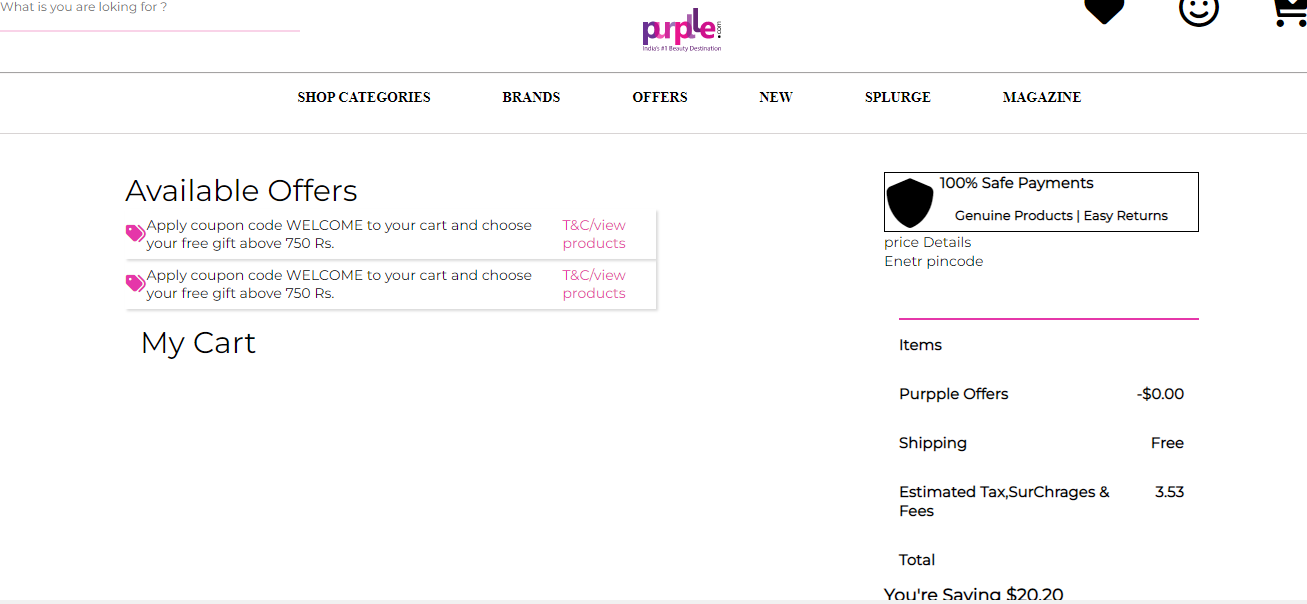 What is you are loking for ?
purplle.com
India's #1 Beauty Destination
SHOP CATEGORIES BRANDS OFFERS NEW SPLURGE MAGAZINE
Available Offers
Apply coupon code WELCOME to your cart and choose
your free gift above 750 Rs.
T&C/view
products
Apply coupon code WELCOME to your cart and choose
your free gift above 750 Rs.
T&C/view
products
My Cart
100% Safe Payments
Genuine Products | Easy Returns
price Details
Enetr pincode
Items
Purpple Offers -$0.00
Shipping Free
Estimated Tax,SurChrages & 3.53
Fees
Total
You're Saving $20.20